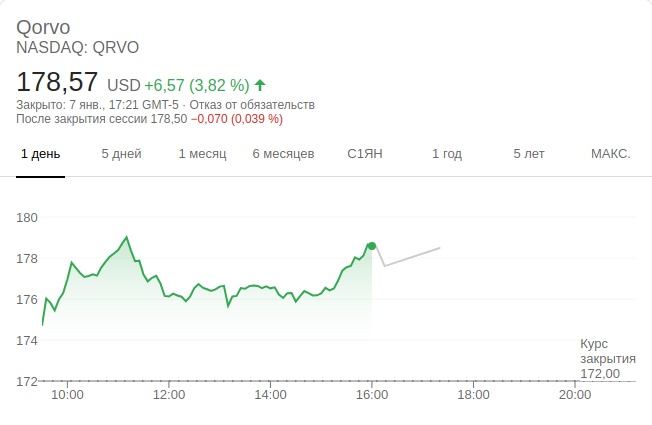 Qorvo
NASDAQ: QRVO
178,57 USD +6,57 (3,82 %)
Закрыто: 7 янв., 17:21 GMT-5 · Отказ от обязательств
После закрытия сессии 178,50 −0,070 (0,039 %)
1 день 5 дней 1 месяц 6 месяцев С1ЯН 1 год 5 лет МАКС.
180
178
176
174
Курс
закрытия
172,00
172
10:00 12:00 14:00 16:00 18:00 20:00